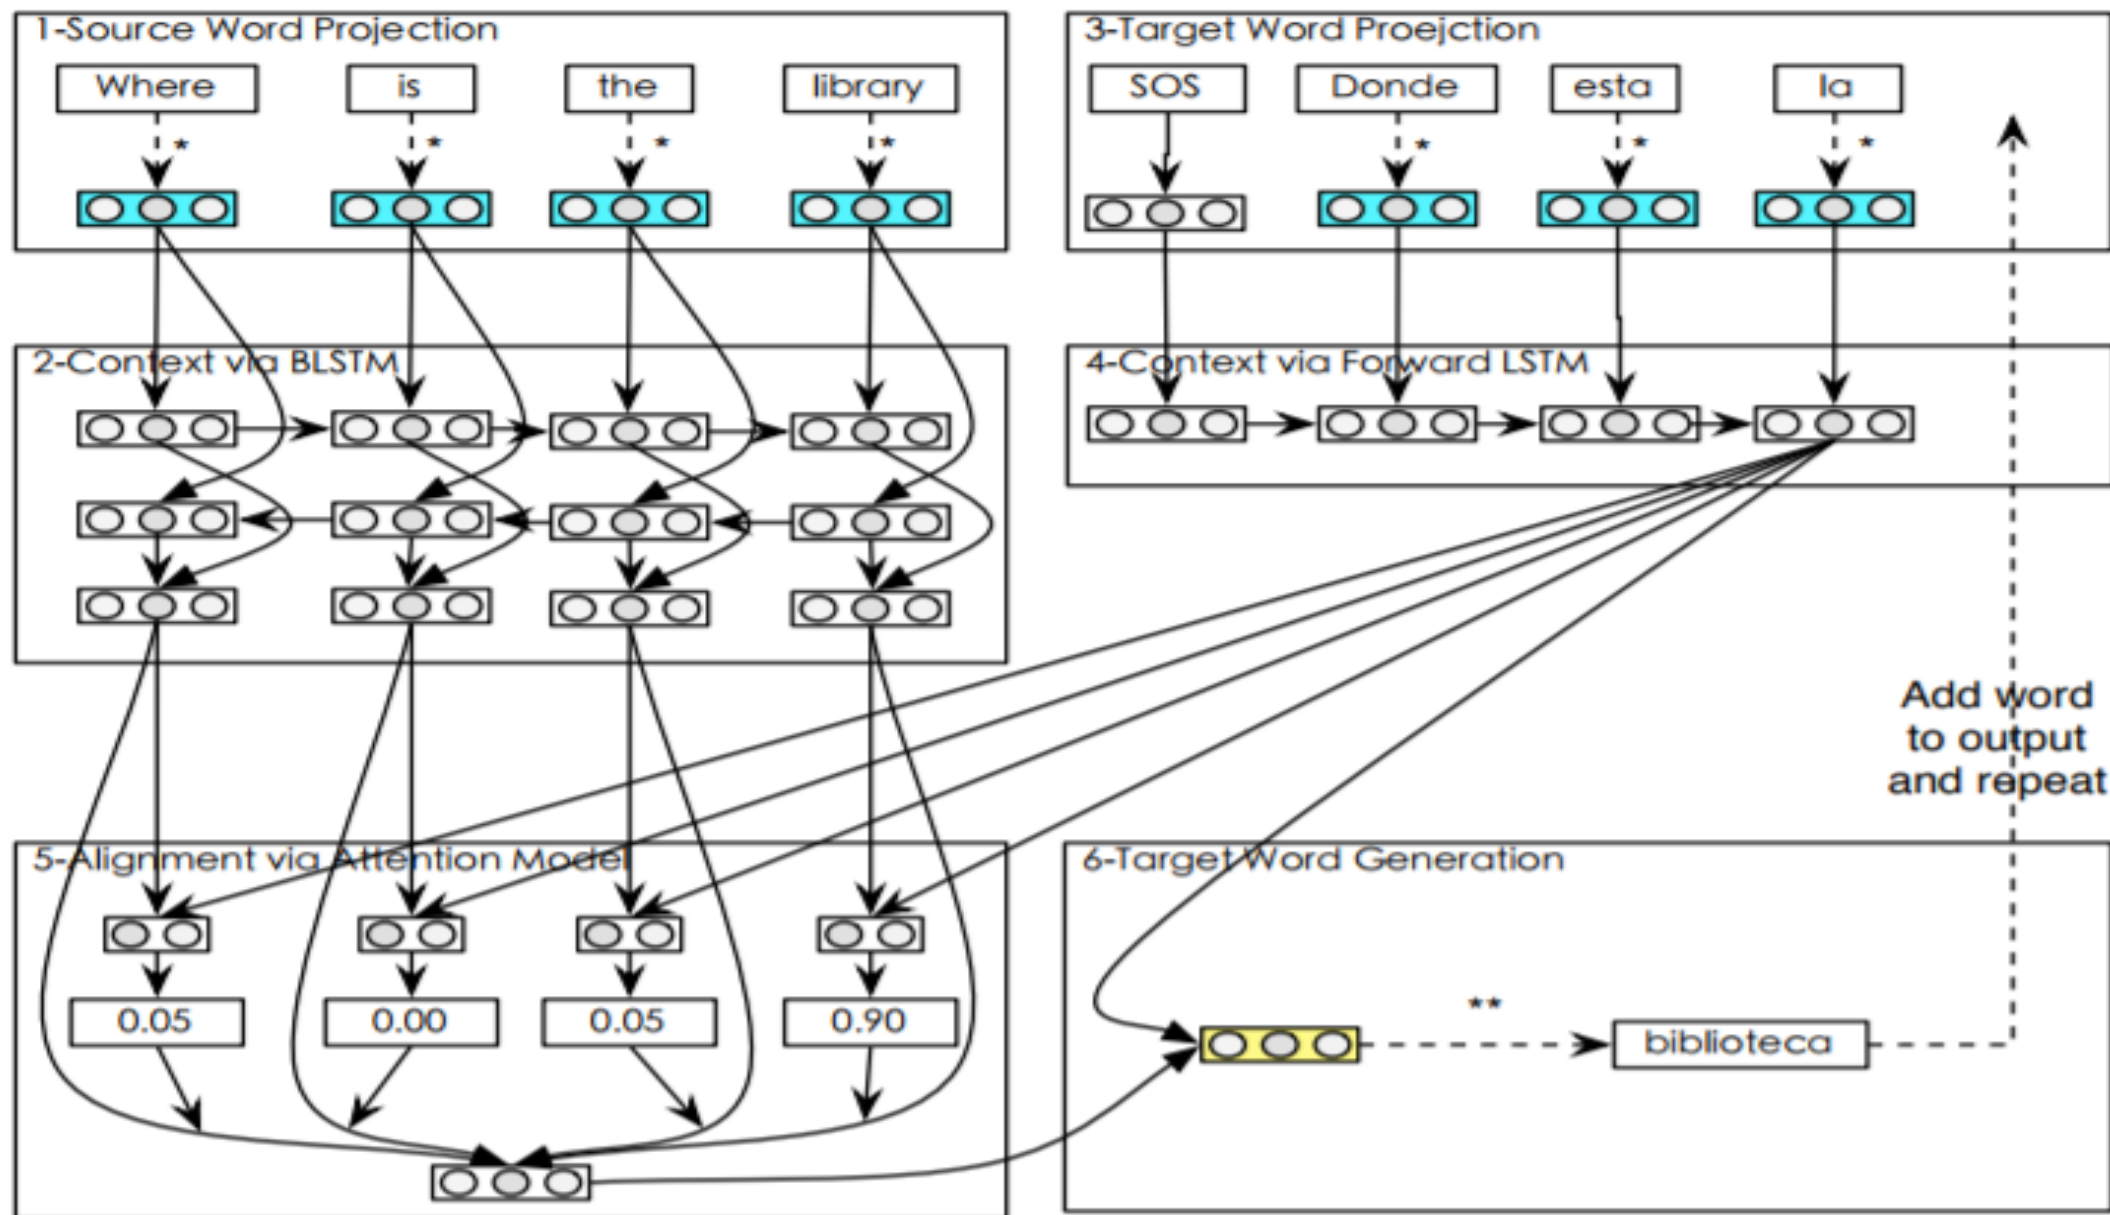 1-Source Word Projection
Where is the library
* * * *
3-Target Word Proejction
SOS Donde esta la
* * *
2-Context via BLSTM
4-Context via Forward LSTM
Add word
to output
and repeat
5-Alignment via Attention Model
0.05 0.00 0.05 0.90
6-Target Word Generation
**
biblioteca